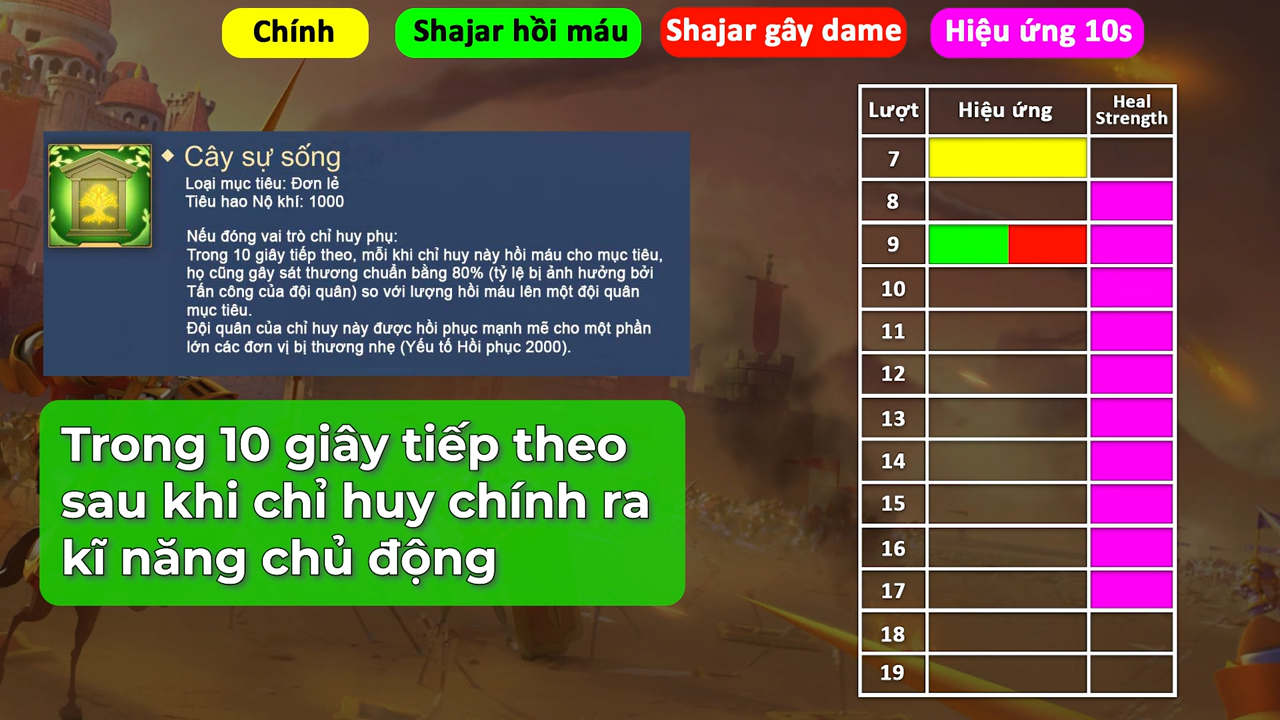 Chính
Shajar hồi máu
Shajar gây dame
Hiệu ứng 10s
Cây sự sống
Loại mục tiêu: Đơn lẻ
Tiêu hao Nộ khí: 1000
Nếu đóng vai trò chỉ huy phụ:
Trong 10 giây tiếp theo, mỗi khi chỉ huy này hồi máu cho mục tiêu,
họ cũng gây sát thương chuẩn bằng 80% (tỷ lệ bị ảnh hưởng bởi
Tấn công của đội quân) so với lượng hồi máu lên một đội quân
mục tiêu.
Đội quân của chỉ huy này được hồi phục mạnh mẽ cho một phần
lớn các đơn vị bị thương nhẹ (Yếu tố Hồi phục 2000).
Trong 10 giây tiếp theo
sau khi chỉ huy chính ra
kĩ năng chủ động
Lượt
Hiệu ứng
Heal
Strength
7
8
9
10
11
12
13
14
15
16
17
18
19